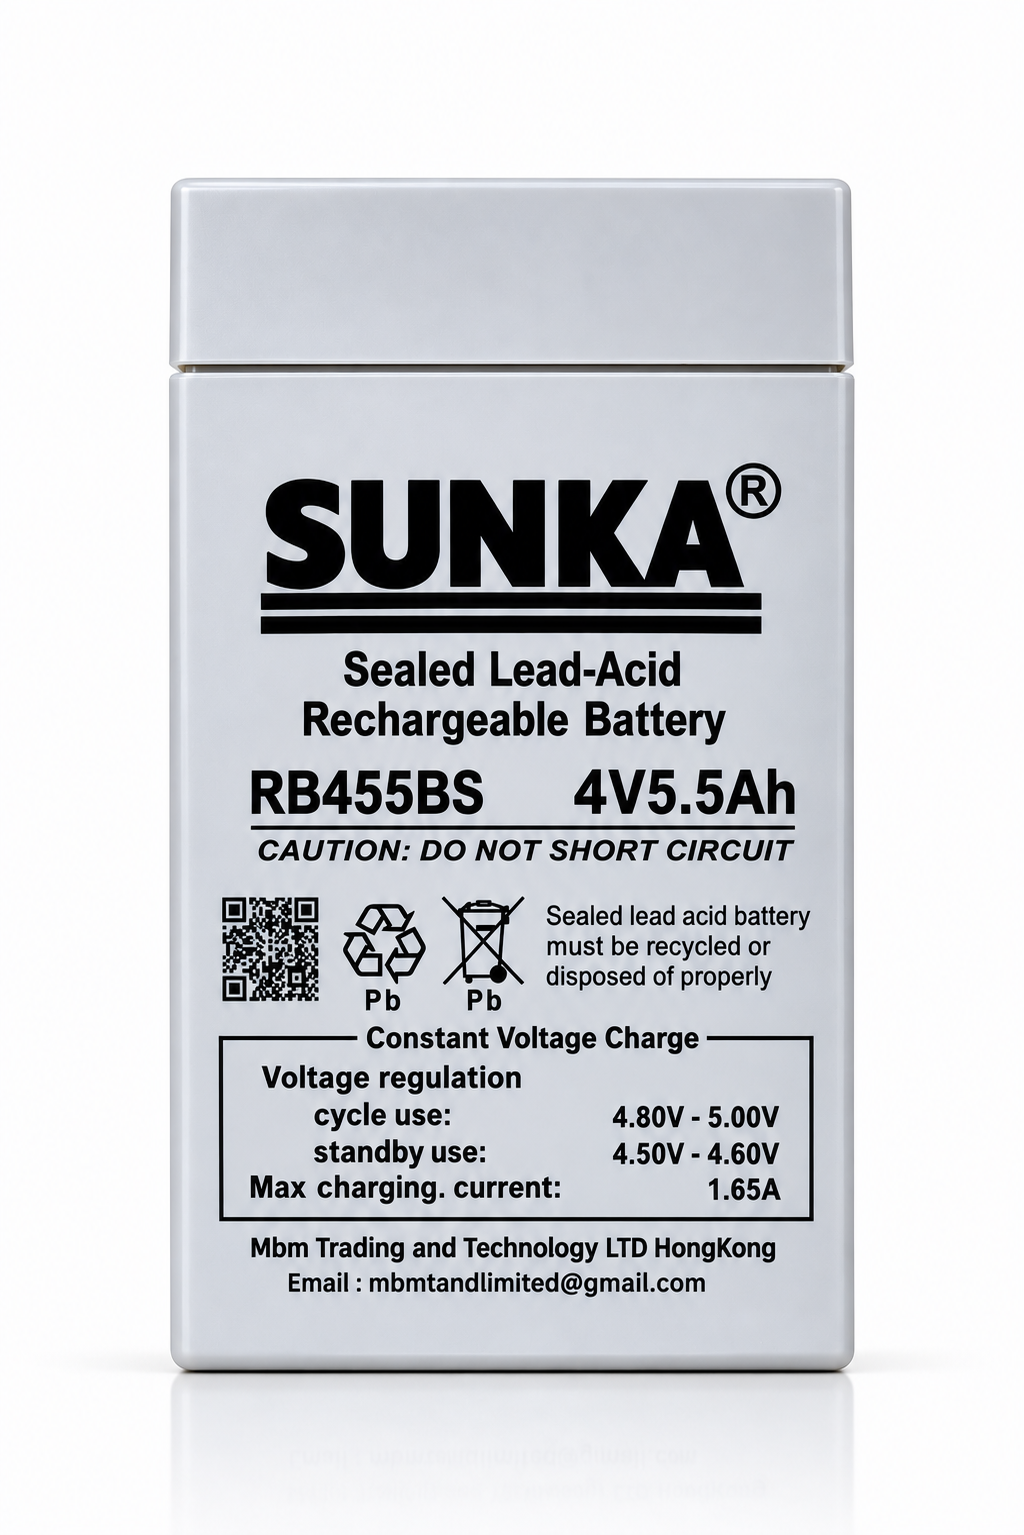 SUNKA®
Sealed Lead-Acid
Rechargeable Battery
RB455BS 4V5.5Ah
CAUTION: DO NOT SHORT CIRCUIT
Sealed lead acid battery
must be recycled or
disposed of properly
Pb Pb
Constant Voltage Charge
Voltage regulation
cycle use: 4.80V - 5.00V
standby use: 4.50V - 4.60V
Max charging. current: 1.65A
Mbm Trading and Technology LTD HongKong
Email : mbmtandlimited@gmail.com